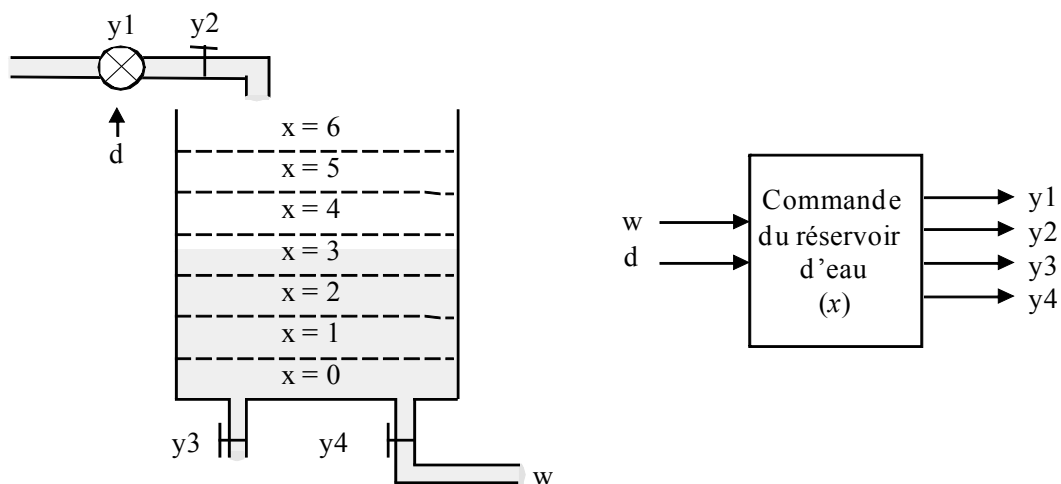 y1
y2
d
x = 6
x = 5
x = 4
x = 3
x = 2
x = 1
x = 0
y3
y4
w
w
d
Commande
du réservoir
d’eau
(x)
y1
y2
y3
y4